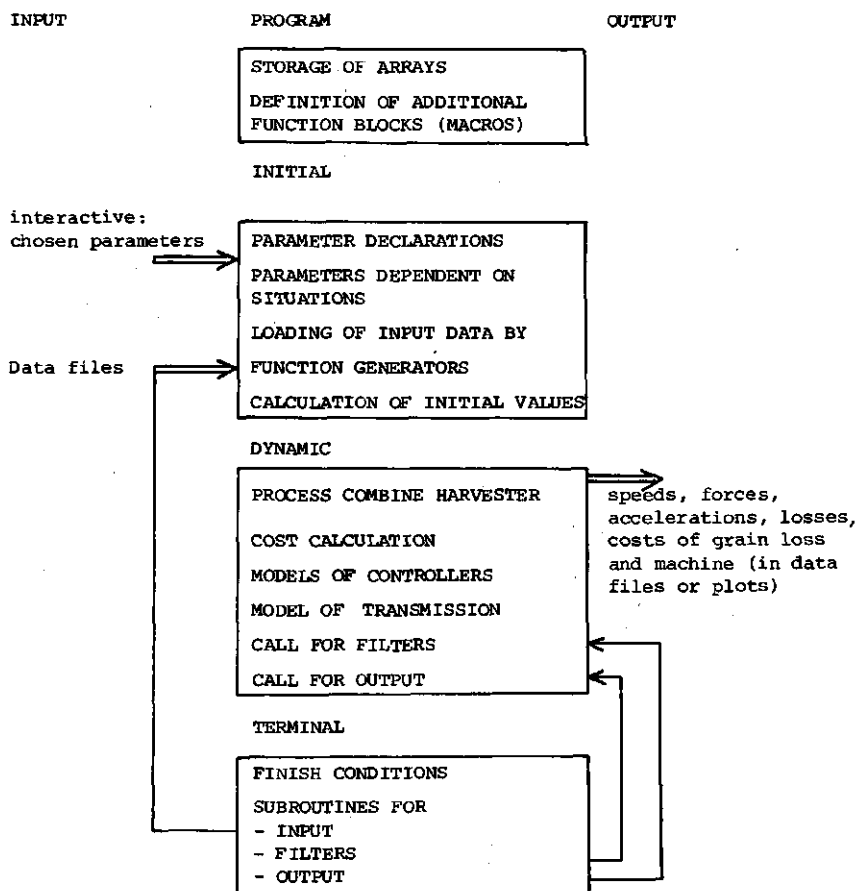 INPUT PROGRAM OUTPUT
STORAGE OF ARRAYS
DEFINITION OF ADDITIONAL
FUNCTION BLOCKS (MACROS)
INITIAL
interactive:
chosen parameters
PARAMETER DECLARATIONS
PARAMETERS DEPENDENT ON
SITUATIONS
LOADING OF INPUT DATA BY
Data files
FUNCTION GENERATORS
CALCULATION OF INITIAL VALUES
DYNAMIC
PROCESS COMBINE HARVESTER
COST CALCULATION
MODELS OF CONTROLLERS
MODEL OF TRANSMISSION
CALL FOR FILTERS
CALL FOR OUTPUT
speeds, forces,
accelerations, losses,
costs of grain loss
and machine (in data
files or plots)
TERMINAL
FINISH CONDITIONS
SUBROUTINES FOR
- INPUT
- FILTERS
- OUTPUT